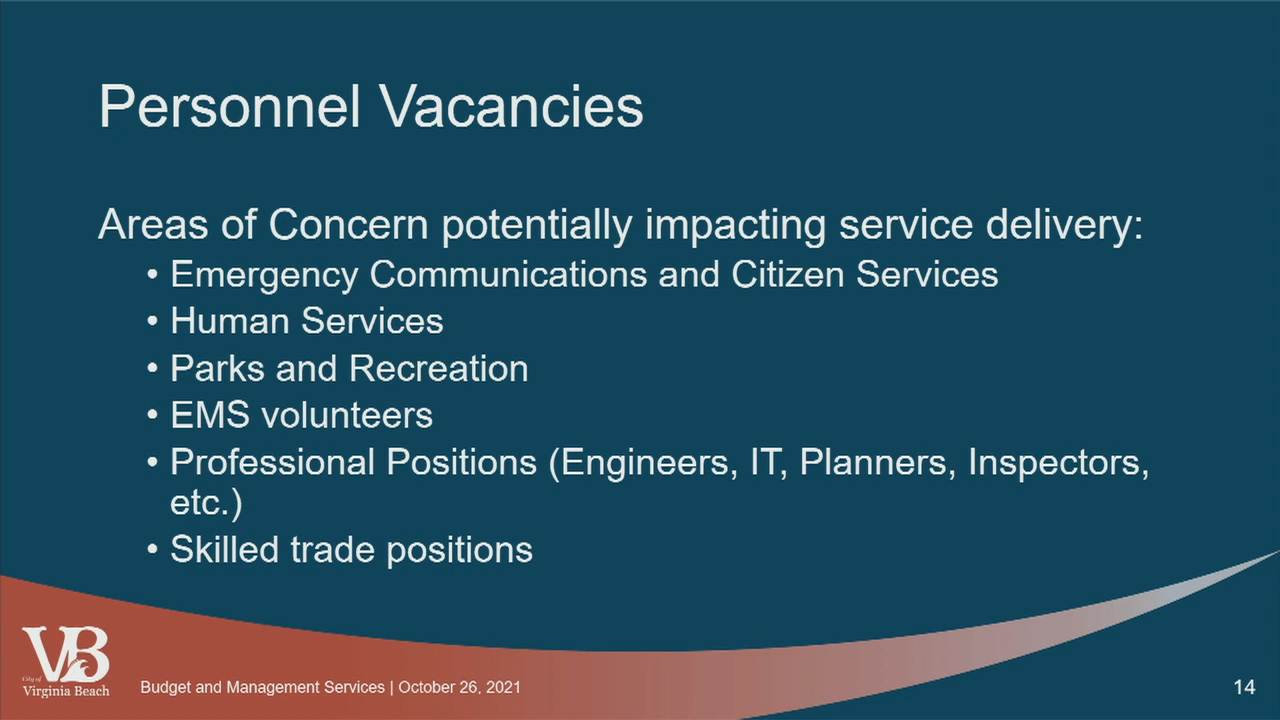 Personnel Vacancies
Areas of Concern potentially impacting service delivery:
• Emergency Communications and Citizen Services
• Human Services
• Parks and Recreation
• EMS volunteers
• Professional Positions (Engineers, IT, Planners, Inspectors,
etc.)
• Skilled trade positions
VB
City of
Virginia Beach
Budget and Management Services | October 26, 2021
14